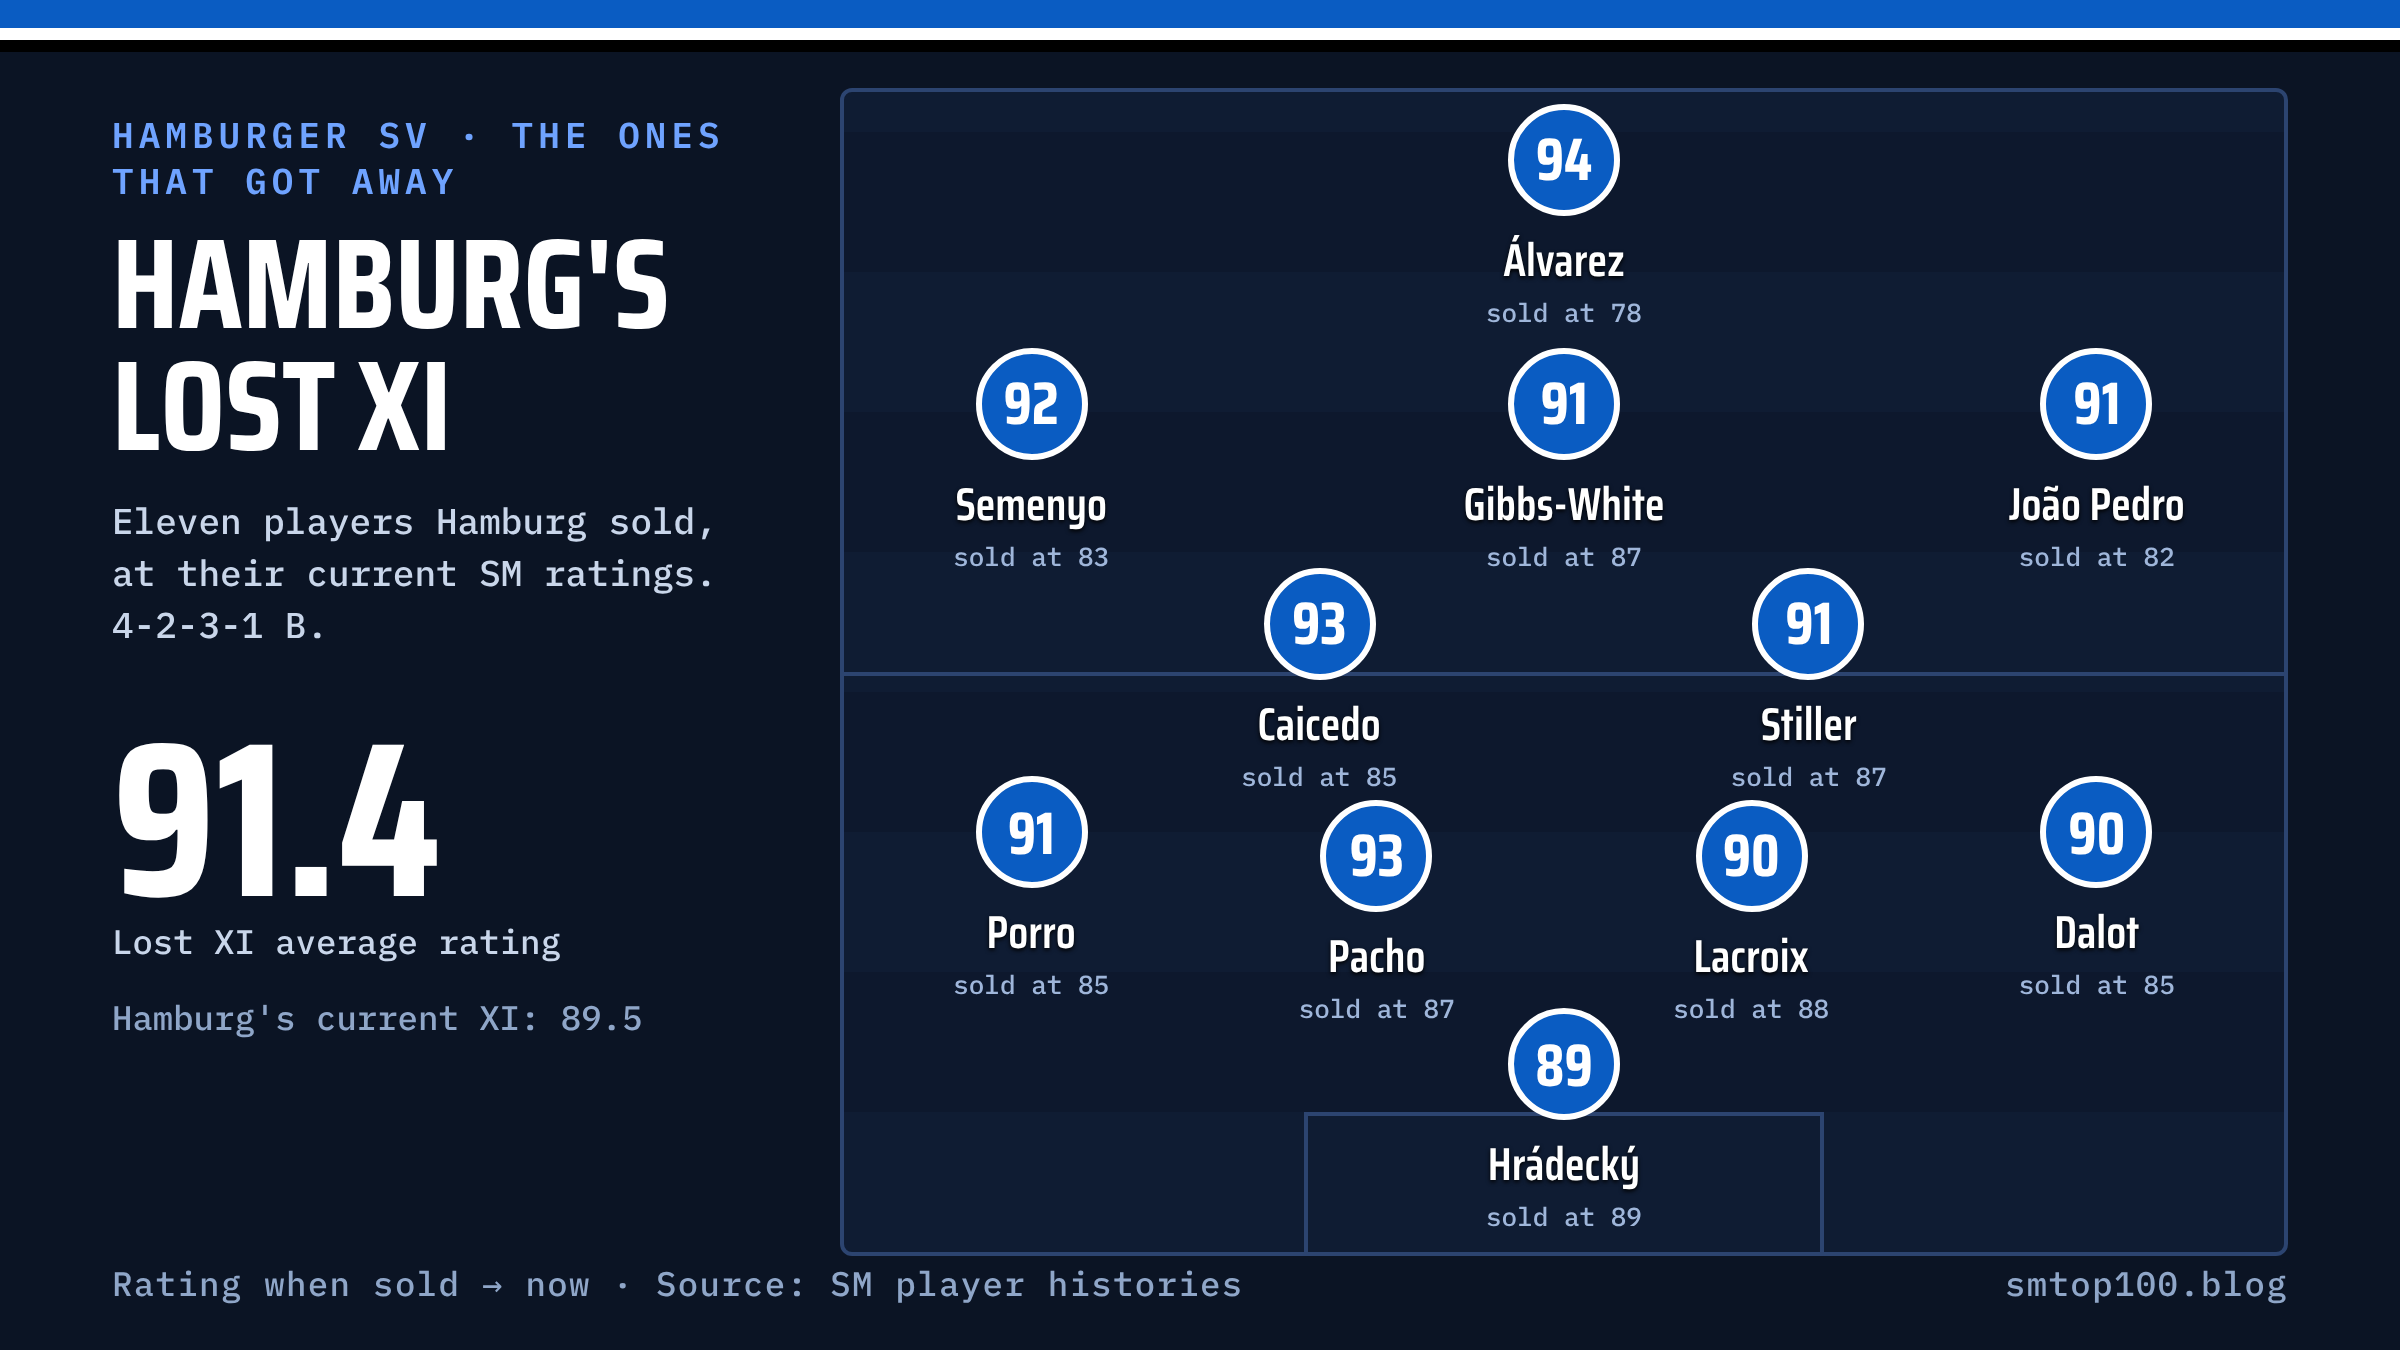 HAMBURGER SV · THE ONES
THAT GOT AWAY
HAMBURG'S
LOST XI
Eleven players Hamburg sold,
at their current SM ratings.
4-2-3-1 B.
91.4
Lost XI average rating
Hamburg's current XI: 89.5
94
Álvarez
sold at 78
92
Semenyo
sold at 83
91
Gibbs-White
sold at 87
91
João Pedro
sold at 82
93
Caicedo
sold at 85
91
Stiller
sold at 87
91
Porro
sold at 85
93
Pacho
sold at 87
90
Lacroix
sold at 88
90
Dalot
sold at 85
89
Hrádecký
sold at 89
Rating when sold → now · Source: SM player histories
smtop100.blog